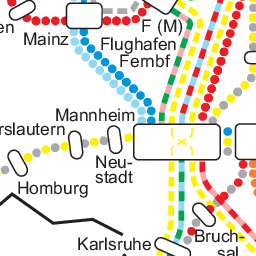 en
Mainz
F (M)
Flughafen
Fernbf
Mannheim
rslautern
Neu-
stadt
Homburg
Karlsruhe
Bruch-
sal